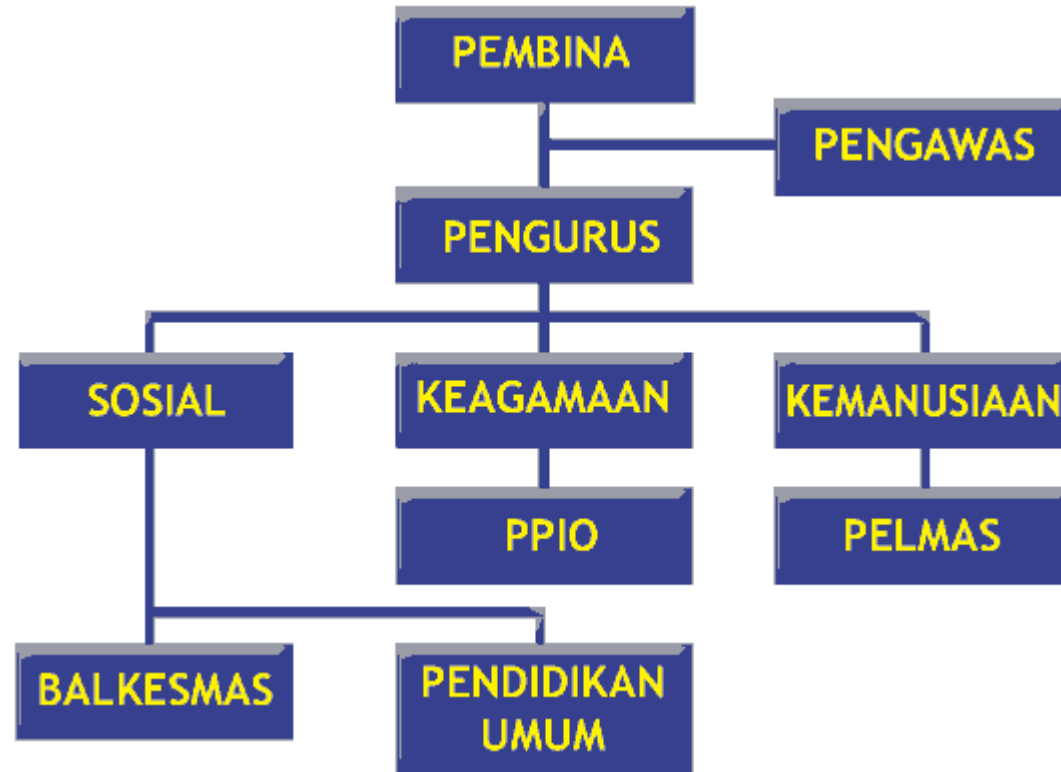 PEMBINA
PENGAWAS
PENGURUS
SOSIAL
KEAGAMAAN
KEMANUSIAAN
PPIO
PELMAS
BALKESMAS
PENDIDIKAN
UMUM